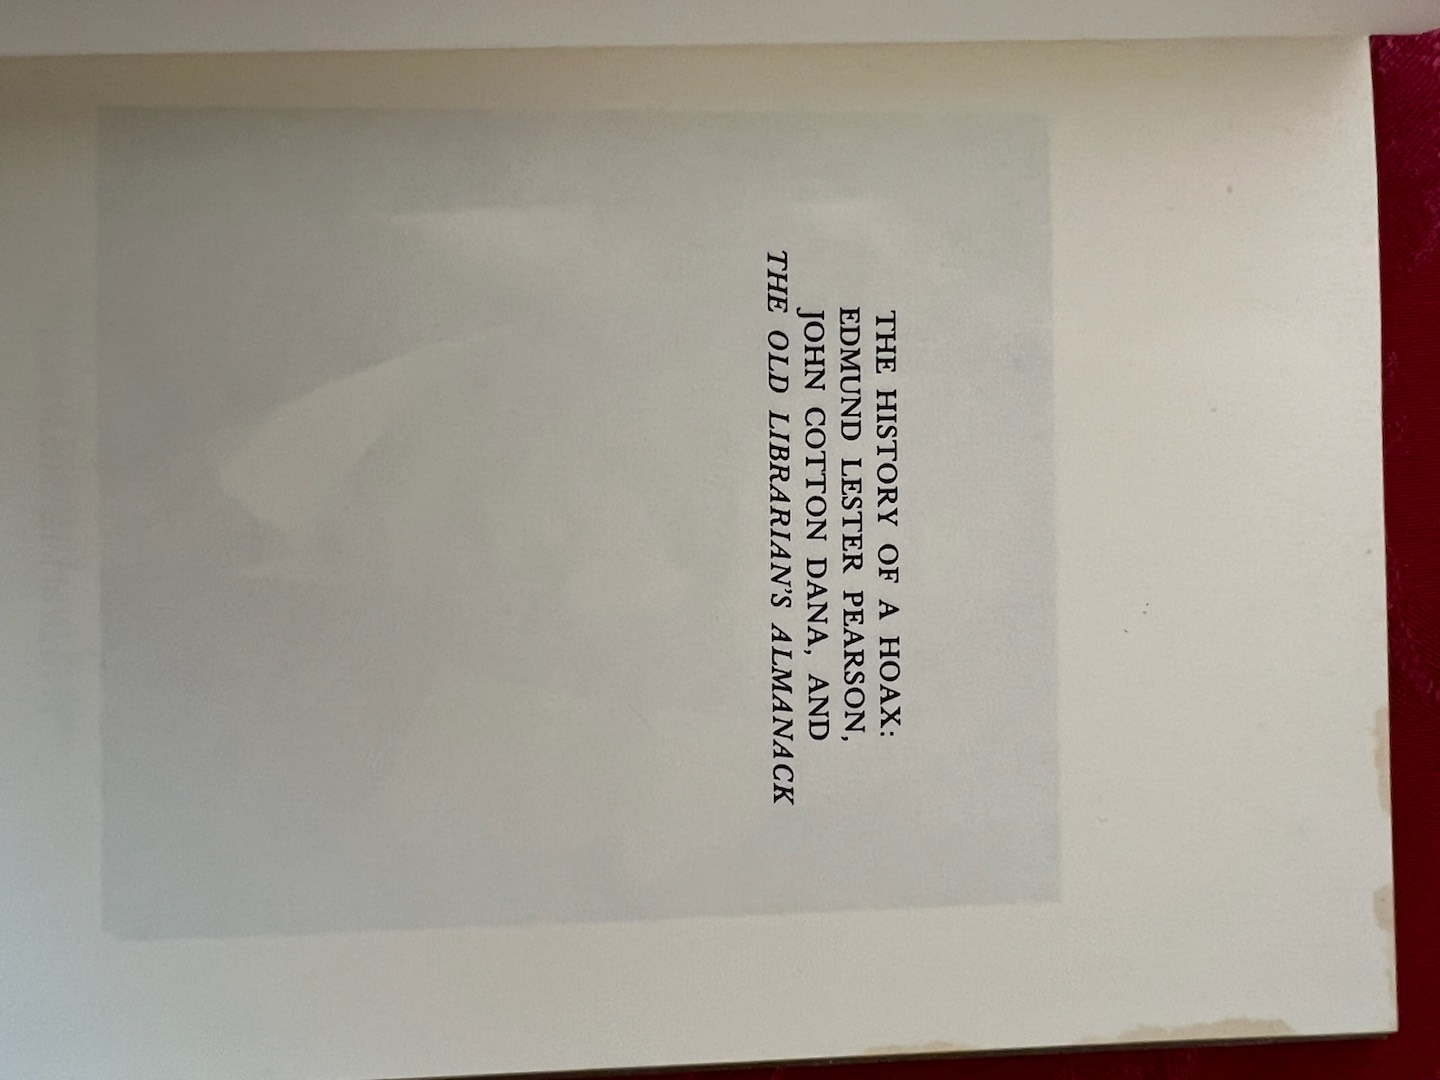 THE HISTORY OF A HOAX:
EDMUND LESTER PEARSON,
JOHN COTTON DANA, AND
THE OLD LIBRARIAN'S ALMANACK